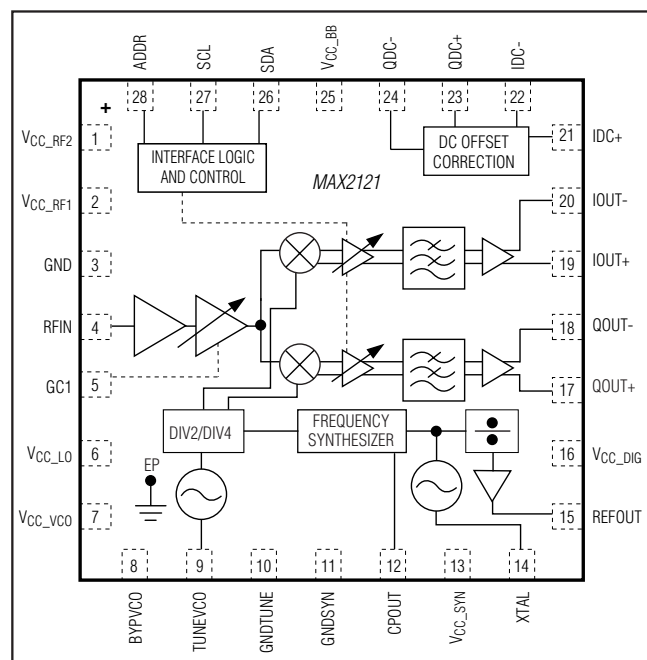 ADDR
SCL
SDA
VCC_BB
QDC-
QDC+
IDC-
28
27
26
25
24
23
22
+
VCC_RF2
1
INTERFACE LOGIC
AND CONTROL
MAX2121
DC OFFSET
CORRECTION
21
IDC+
VCC_RF1
2
20
IOUT-
GND
3
19
IOUT+
RFIN
4
18
QOUT-
GC1
5
17
QOUT+
DIV2/DIV4
FREQUENCY
SYNTHESIZER
VCC_LO
6
16
VCC_DIG
EP
VCC_VCO
7
15
REFOUT
8
9
10
11
12
13
14
BYPVCO
TUNEVCO
GNDTUNE
GNDSYN
CPOUT
VCC_SYN
XTAL